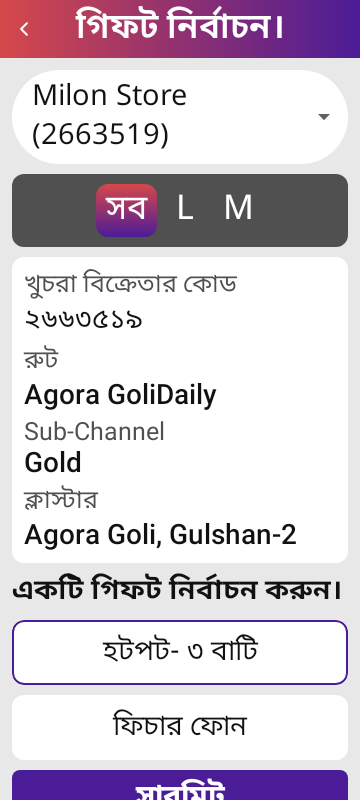 গিফট নির্বাচন।
Milon Store
(2663519)
সব L M
খুচরা বিক্রেতার কোড
২৬৬৩৫১৯
রুট
Agora GoliDaily
Sub-Channel
Gold
ক্লাস্টার
Agora Goli, Gulshan-2
একটি গিফট নির্বাচন করুন।
হটপট- ৩ বাটি
ফিচার ফোন
সাবমিট